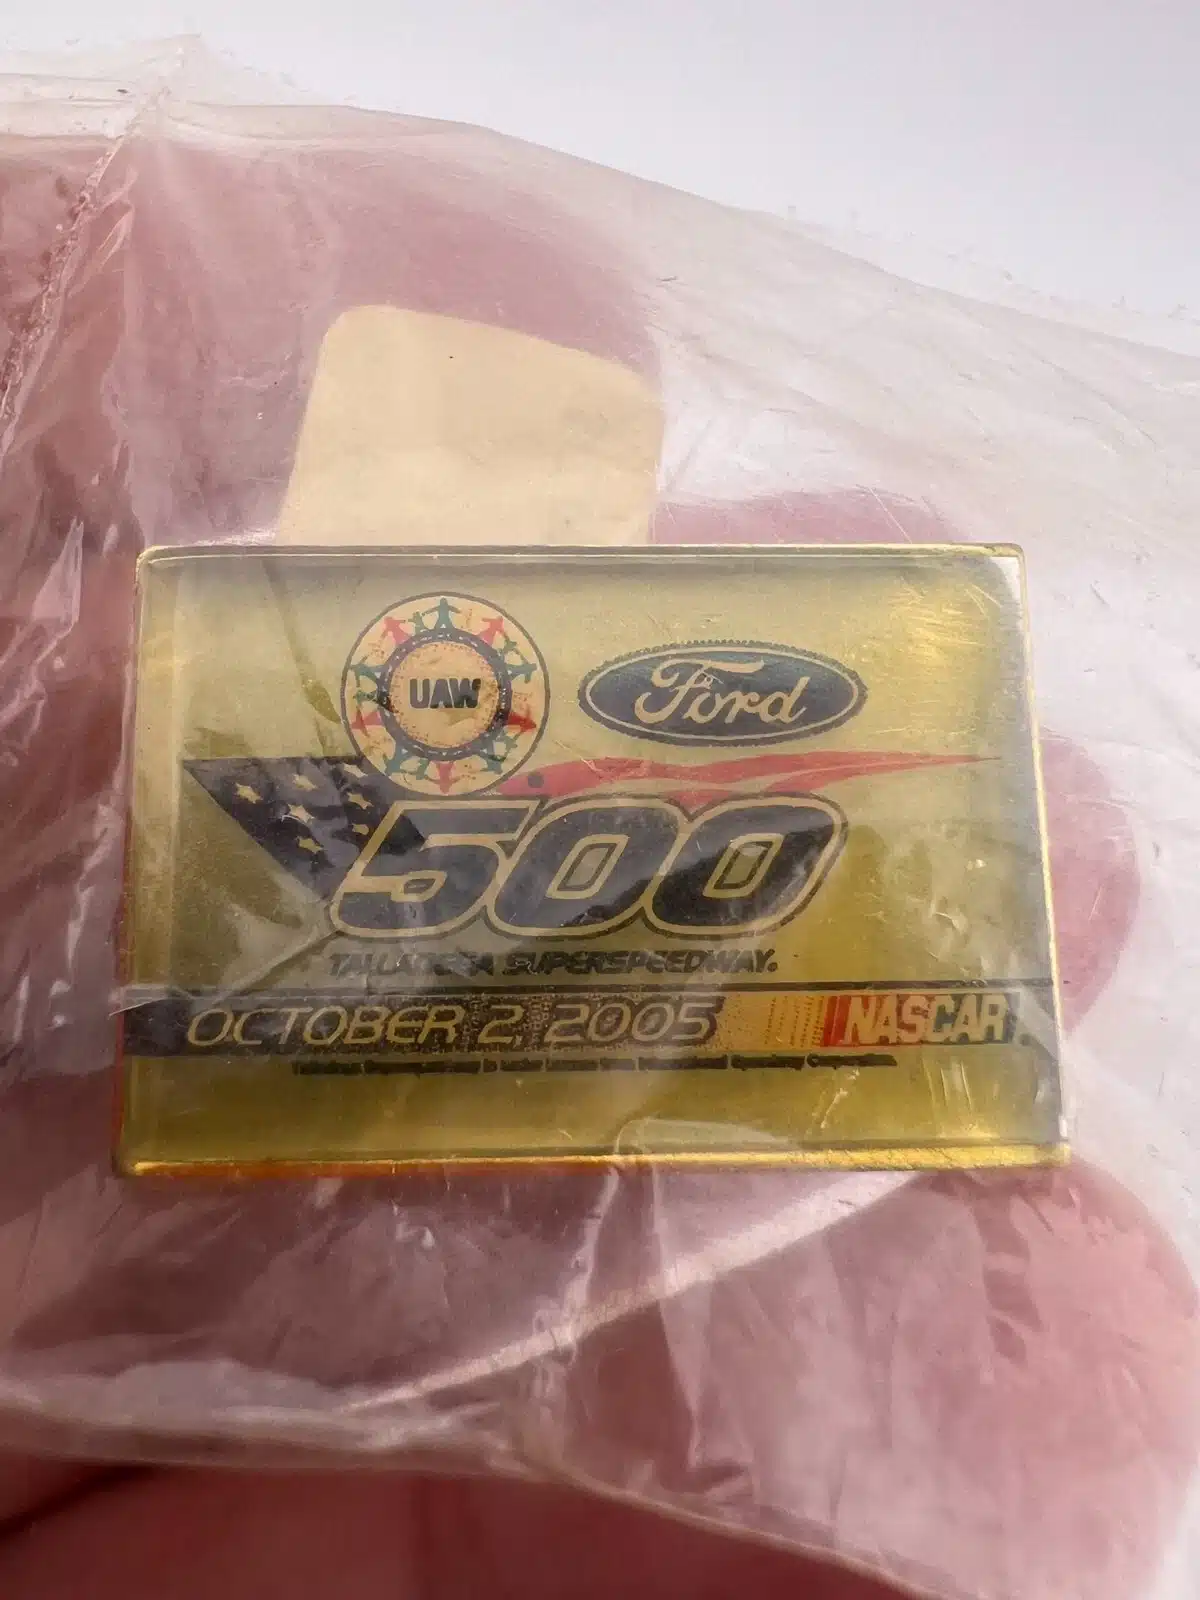 UAW
Ford
500
TALLADEGA SUPERSPEEDWAY.
OCTOBER 2, 2005 NASCAR